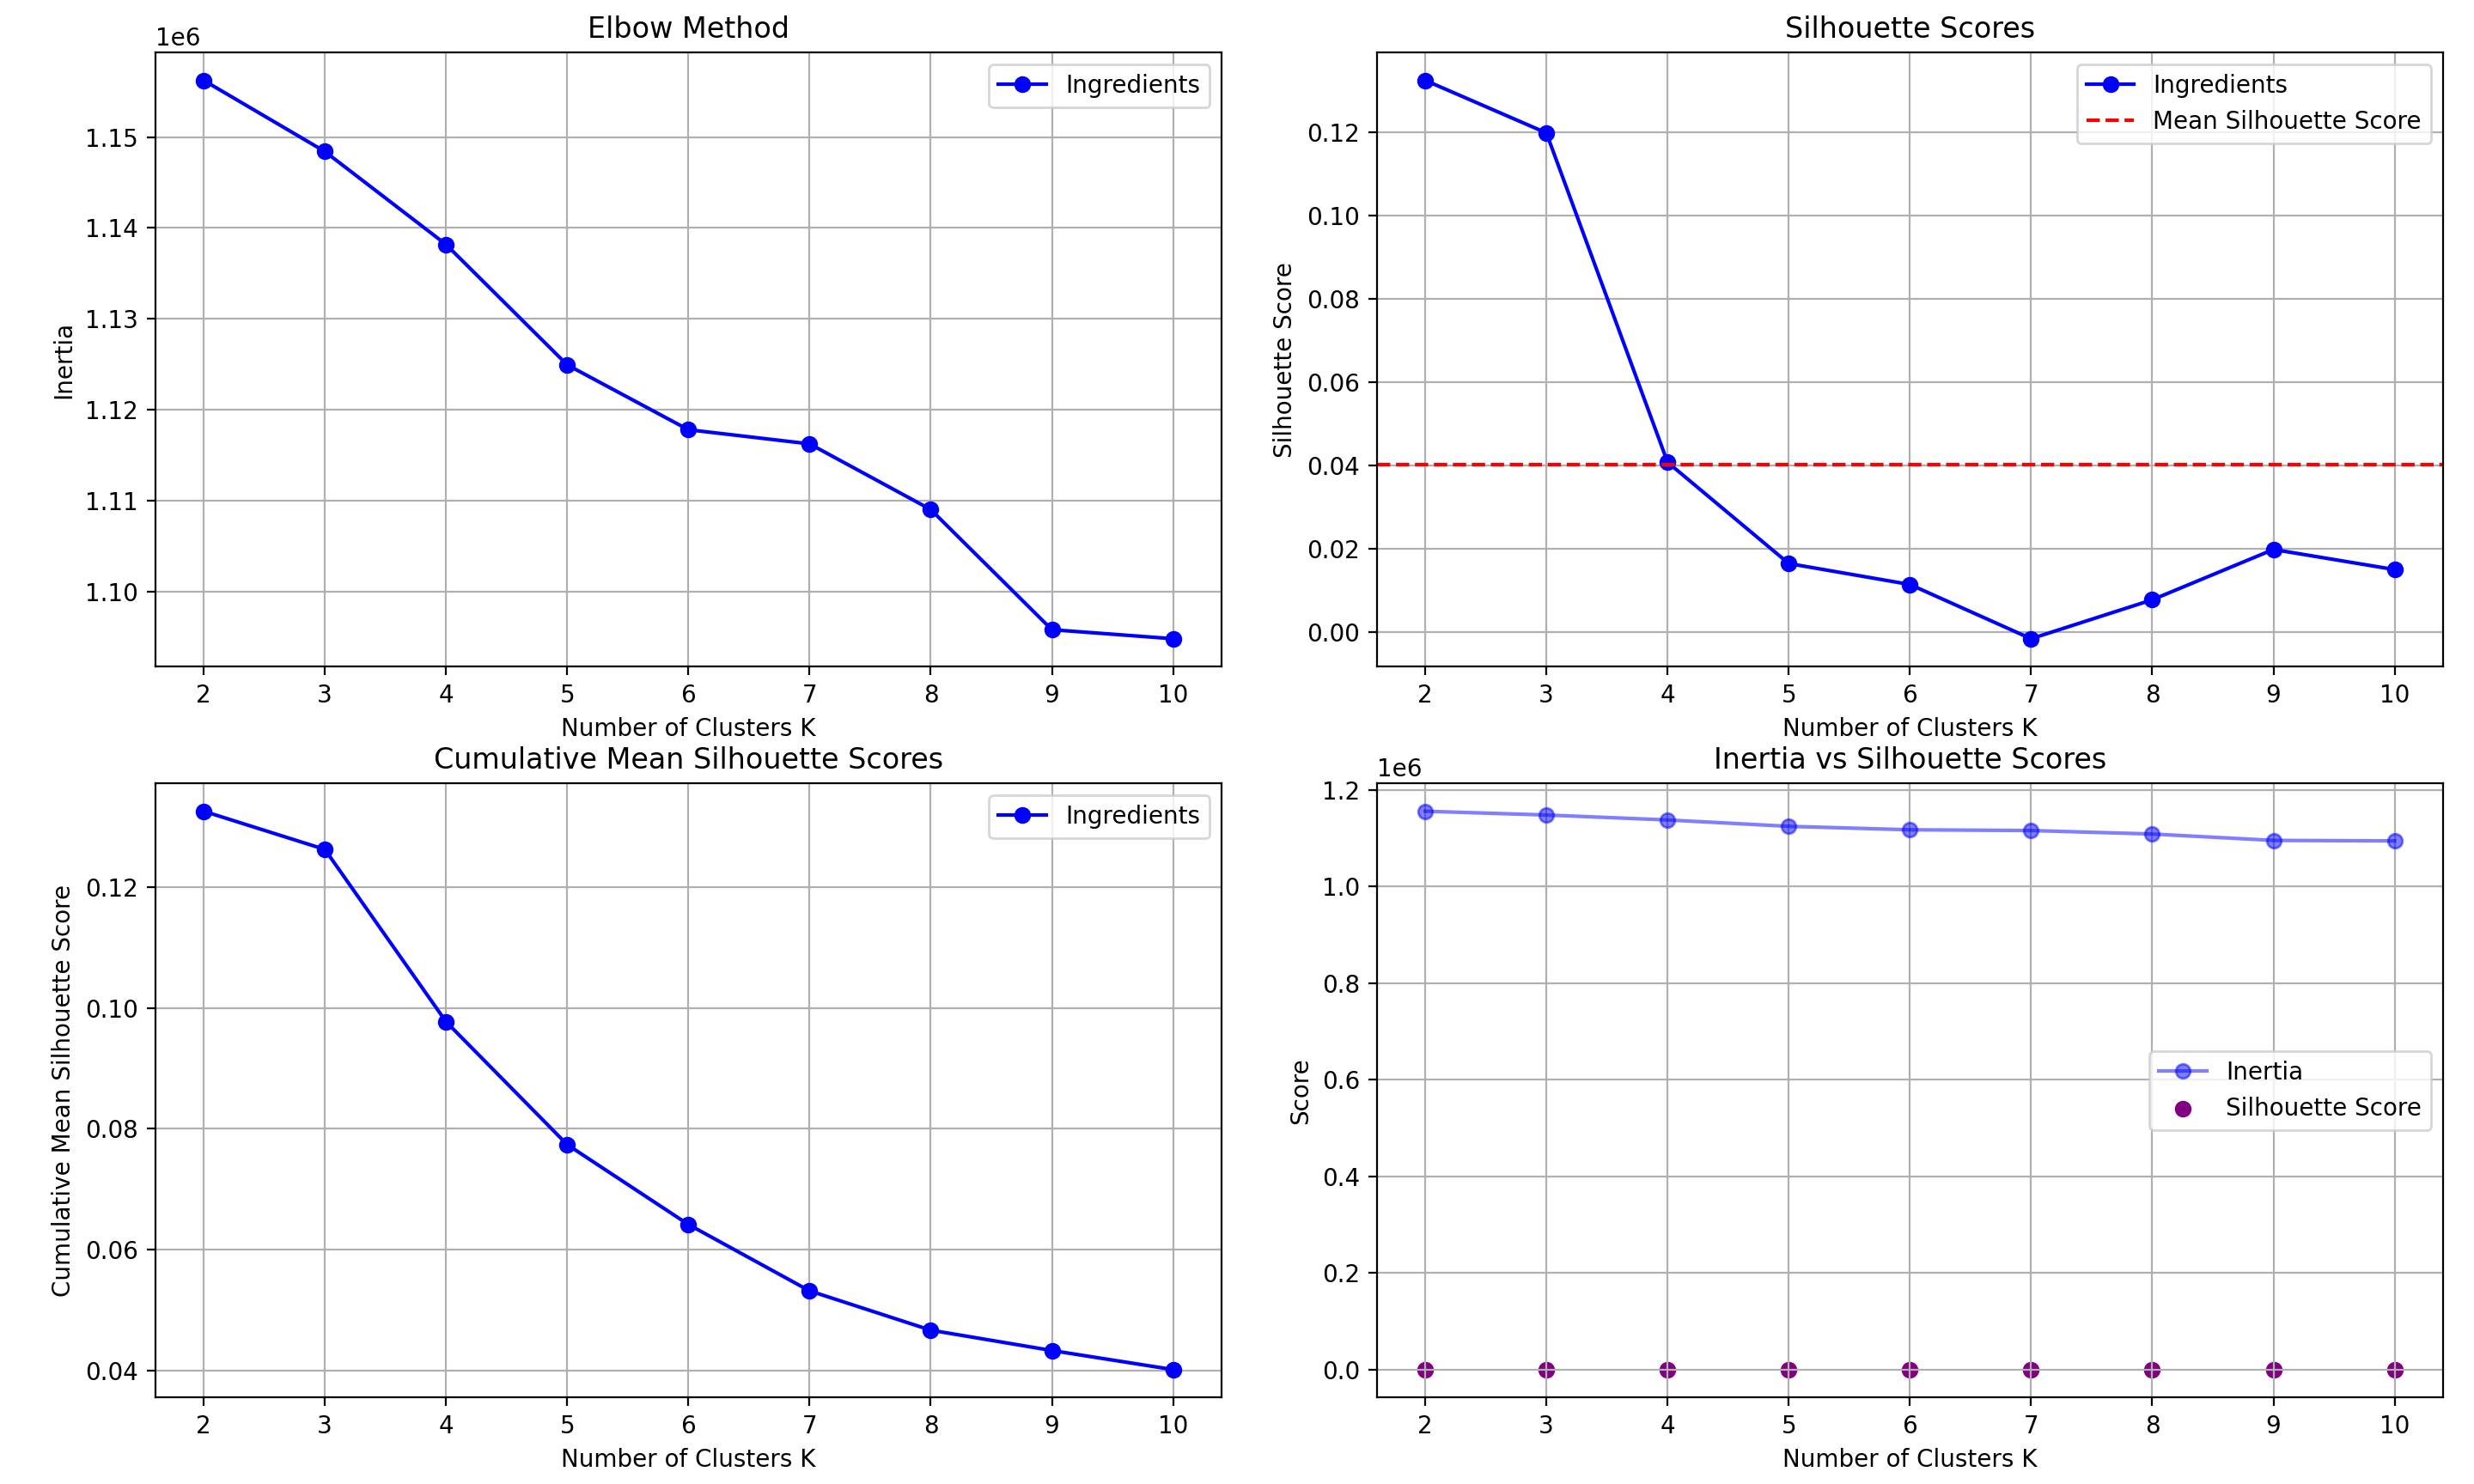 Elbow Method
1e6
Ingredients
1.15
1.14
1.13
1.12
1.11
1.10
Inertia
2 3 4 5 6 7 8 9 10
Number of Clusters K
Silhouette Scores
Ingredients
Mean Silhouette Score
0.12
0.10
0.08
0.06
0.04
0.02
0.00
Silhouette Score
2 3 4 5 6 7 8 9 10
Number of Clusters K
Cumulative Mean Silhouette Scores
Ingredients
0.12
0.10
0.08
0.06
0.04
Cumulative Mean Silhouette Score
2 3 4 5 6 7 8 9 10
Number of Clusters K
Inertia vs Silhouette Scores
1e6
1.2
1.0
0.8
0.6
0.4
0.2
0.0
Score
Inertia
Silhouette Score
2 3 4 5 6 7 8 9 10
Number of Clusters K